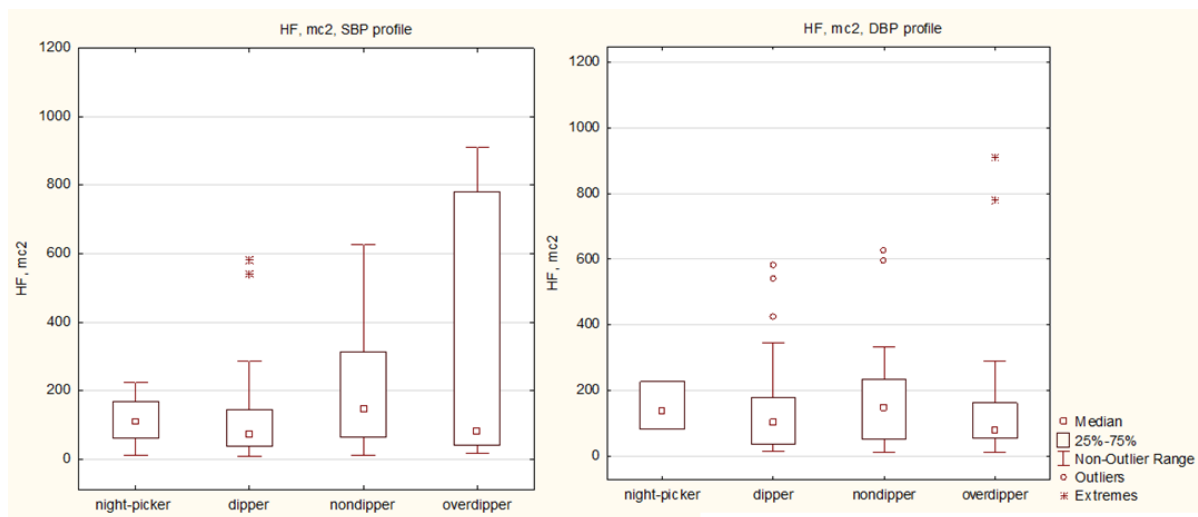 HF, mc2, SBP profile
1200
1000
800
600
400
200
0
HF, mc2
night-picker dipper nondipper overdipper
HF, mc2, DBP profile
1200
1000
800
600
400
200
0
HF, mc2
night-picker dipper nondipper overdipper
Median
25%-75%
Non-Outlier Range
Outliers
Extremes